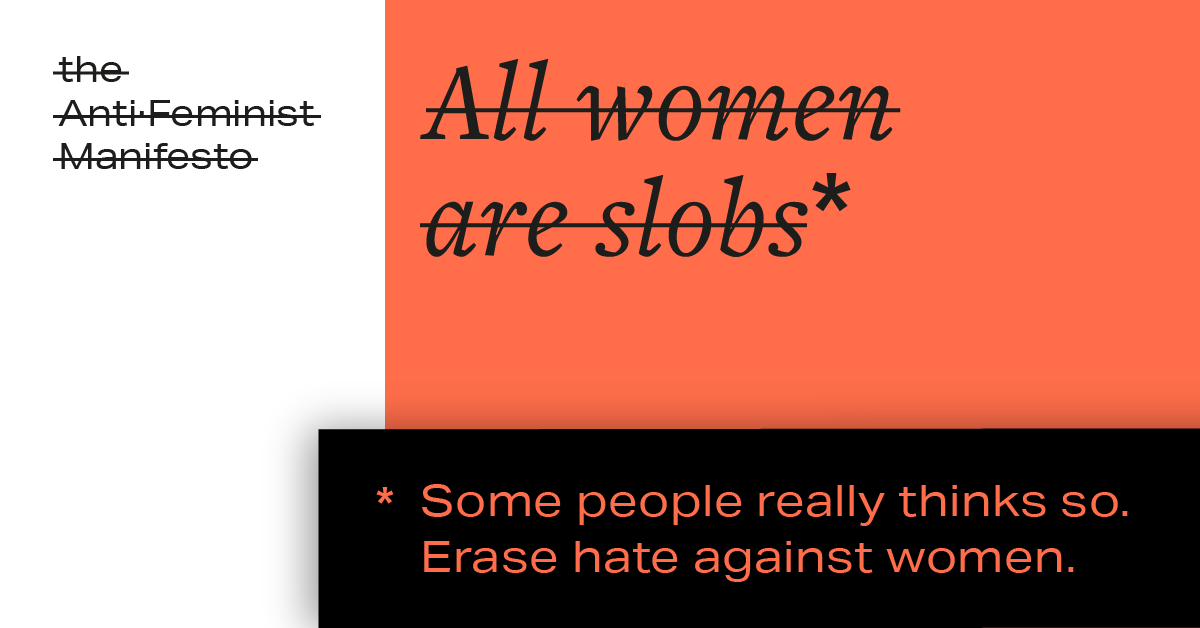 the
Anti-Feminist
Manifesto
All women
are slobs*
* Some people really thinks so.
Erase hate against women.